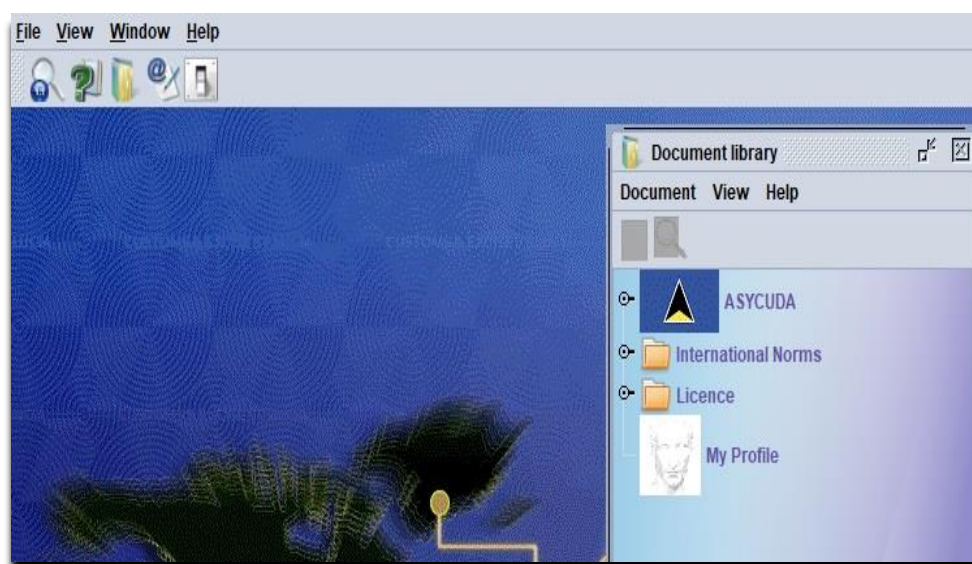 File View Window Help
Document library
Document View Help
ASYCUDA
International Norms
Licence
My Profile